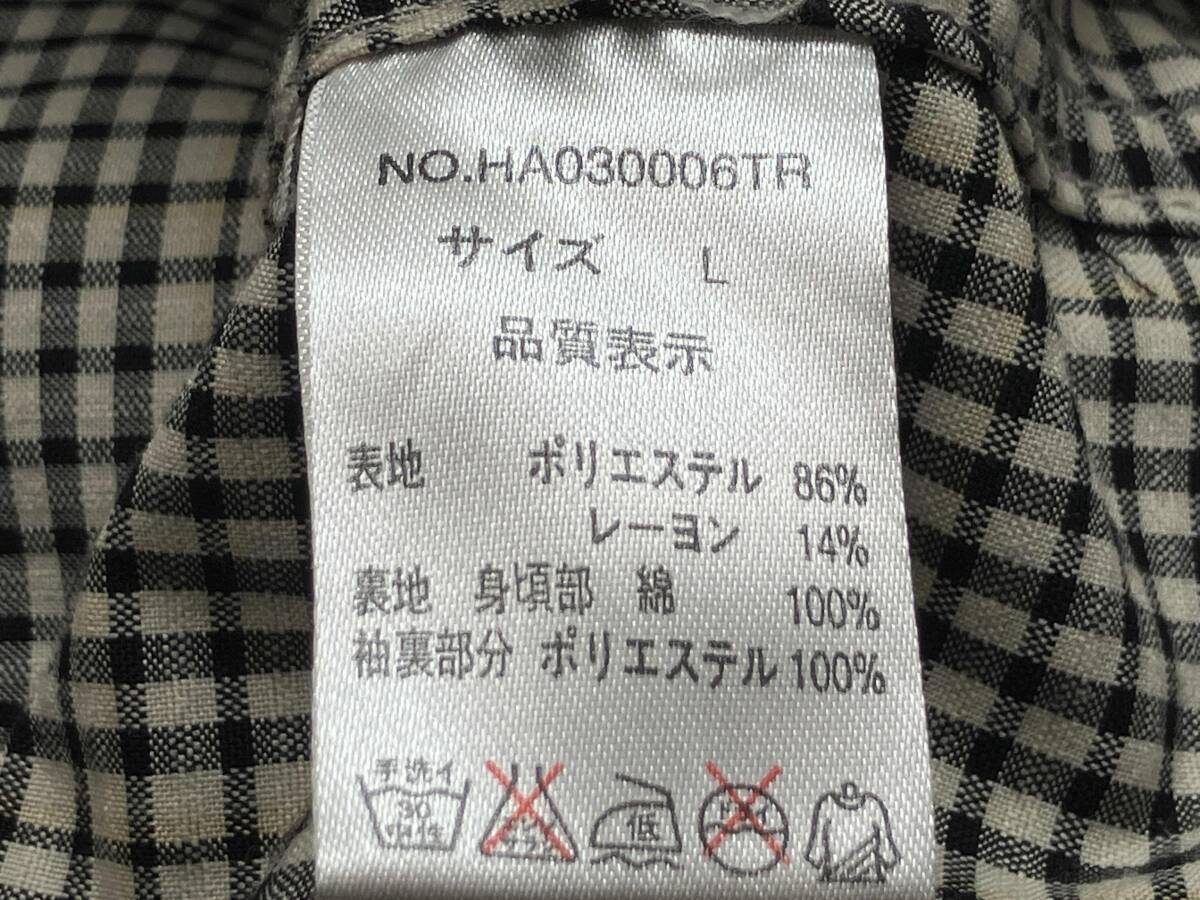 NO.HA030006TR
サイズ L
品質表示
表地 ポリエステル 86%
レーヨン 14%
裏地 身頃部 綿 100%
袖裏部分 ポリエステル 100%
手洗イ
30
中性
低